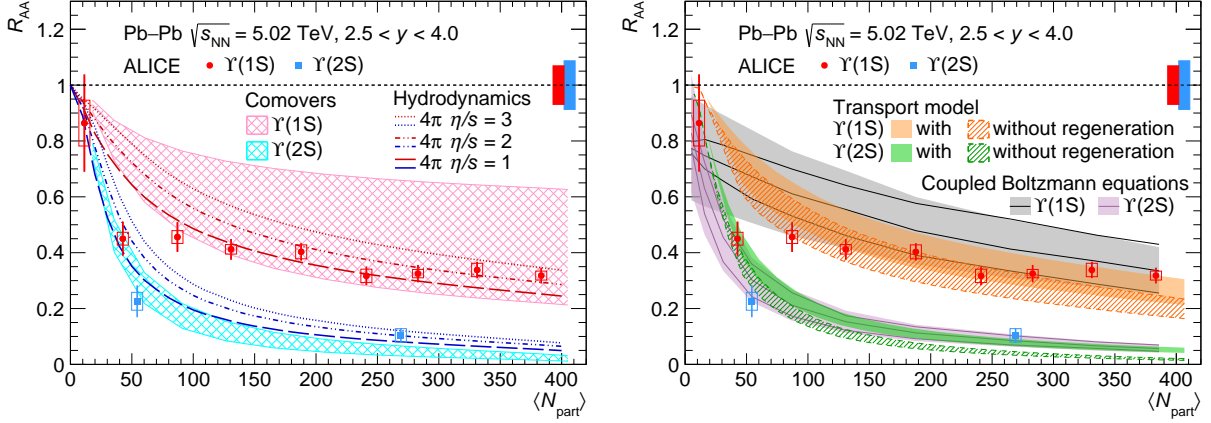 R_AA
1.2
1
0.8
0.6
0.4
0.2
0
0 50 100 150 200 250 300 350 400
⟨N_part⟩
Pb–Pb √s_NN = 5.02 TeV, 2.5 < y < 4.0
ALICE ϒ(1S) ϒ(2S)
Comovers
ϒ(1S)
ϒ(2S)
Hydrodynamics
4π η/s = 3
4π η/s = 2
4π η/s = 1
R_AA
1.2
1
0.8
0.6
0.4
0.2
0
0 50 100 150 200 250 300 350 400
⟨N_part⟩
Pb–Pb √s_NN = 5.02 TeV, 2.5 < y < 4.0
ALICE ϒ(1S) ϒ(2S)
Transport model
ϒ(1S) with without regeneration
ϒ(2S) with without regeneration
Coupled Boltzmann equations
ϒ(1S) ϒ(2S)